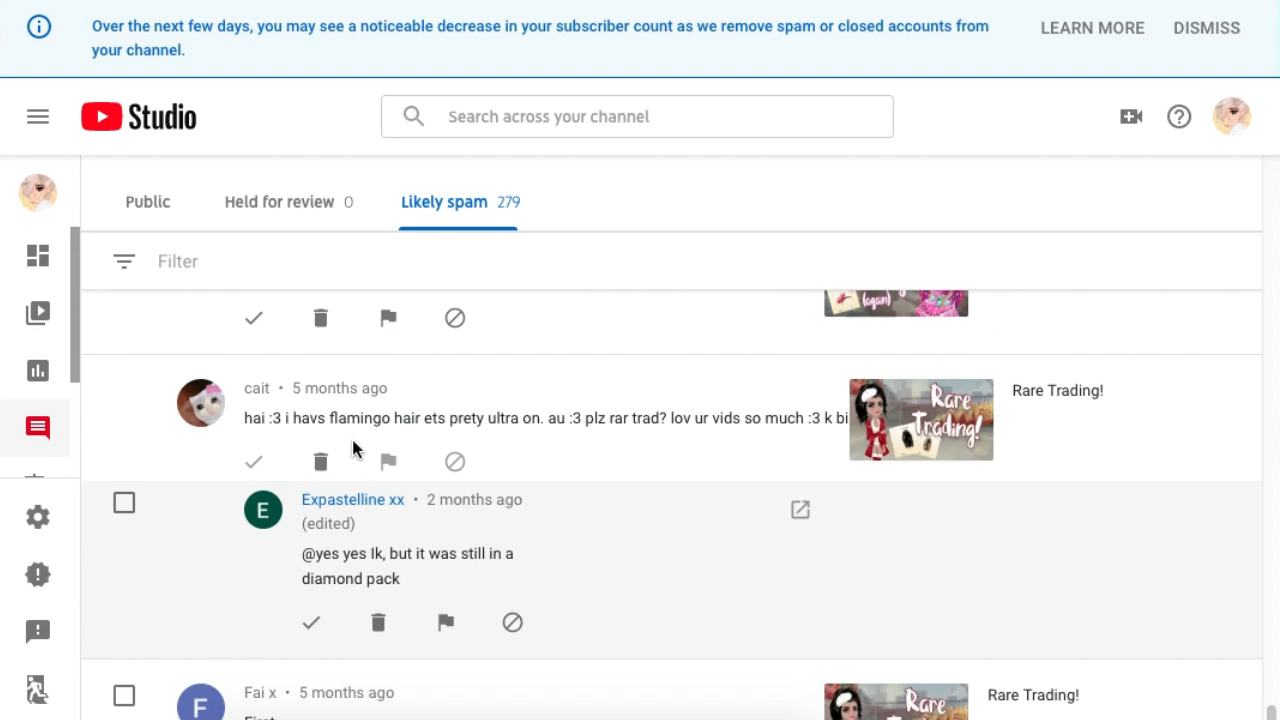 Over the next few days, you may see a noticeable decrease in your subscriber count as we remove spam or closed accounts from
your channel.
LEARN MORE
DISMISS
Studio
Search across your channel
Public
Held for review 0
Likely spam 279
Filter
(again)
cait • 5 months ago
hai :3 i havs flamingo hair ets prety ultra on. au :3 plz rar trad? lov ur vids so much :3 k bi
Rare
Trading!
Rare Trading!
E
Expastelline xx • 2 months ago
(edited)
@yes yes Ik, but it was still in a
diamond pack
F
Fai x • 5 months ago
First
Rare
Rare Trading!